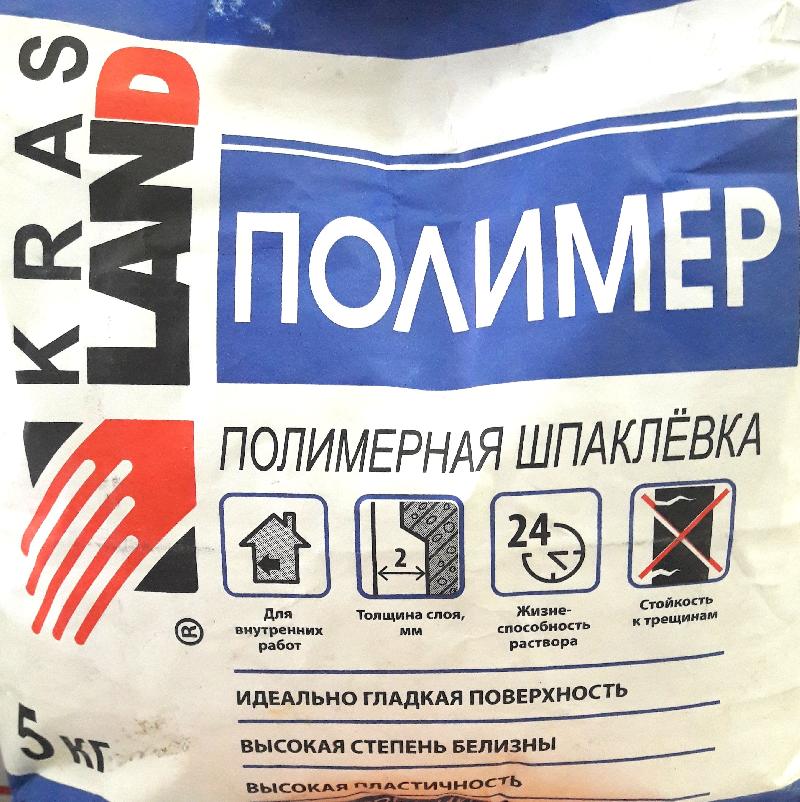 KRAS
LAND
ПОЛИМЕР
ПОЛИМЕРНАЯ ШПАКЛЁВКА
2
24
Для
внутренних
работ
Толщина слоя,
мм
Жизне-
способность
раствора
Стойкость
к трещинам
®
ИДЕАЛЬНО ГЛАДКАЯ ПОВЕРХНОСТЬ
ВЫСОКАЯ СТЕПЕНЬ БЕЛИЗНЫ
ВЫСОКАЯ ПЛАСТИЧНОСТЬ
5 кг